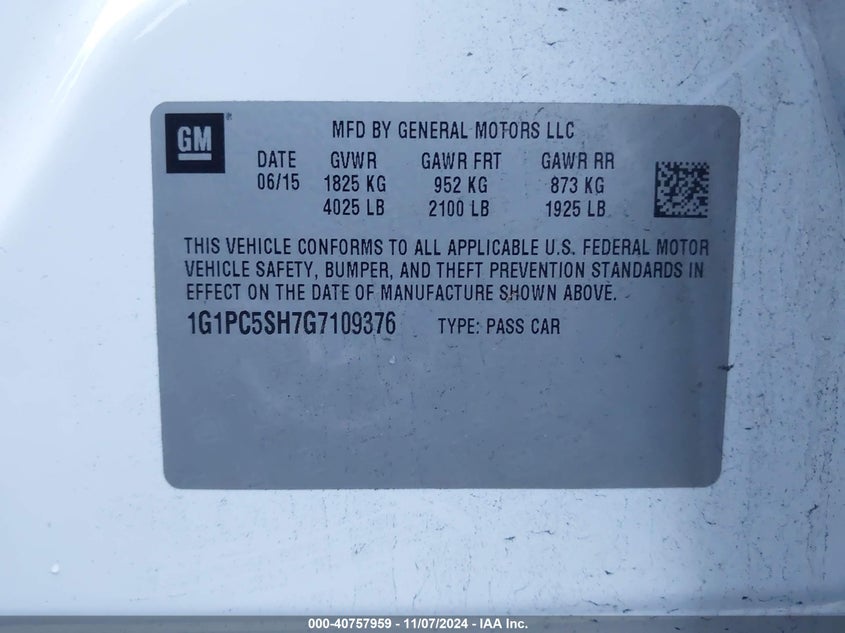 GM®
MFD BY GENERAL MOTORS LLC
DATE GVWR GAWR FRT GAWR RR
06/15 1825 KG 952 KG 873 KG
4025 LB 2100 LB 1925 LB
THIS VEHICLE CONFORMS TO ALL APPLICABLE U.S. FEDERAL MOTOR
VEHICLE SAFETY, BUMPER, AND THEFT PREVENTION STANDARDS IN
EFFECT ON THE DATE OF MANUFACTURE SHOWN ABOVE.
1G1PC5SH7G7109376 TYPE: PASS CAR
000-40757959 - 11/07/2024 - IAA Inc.